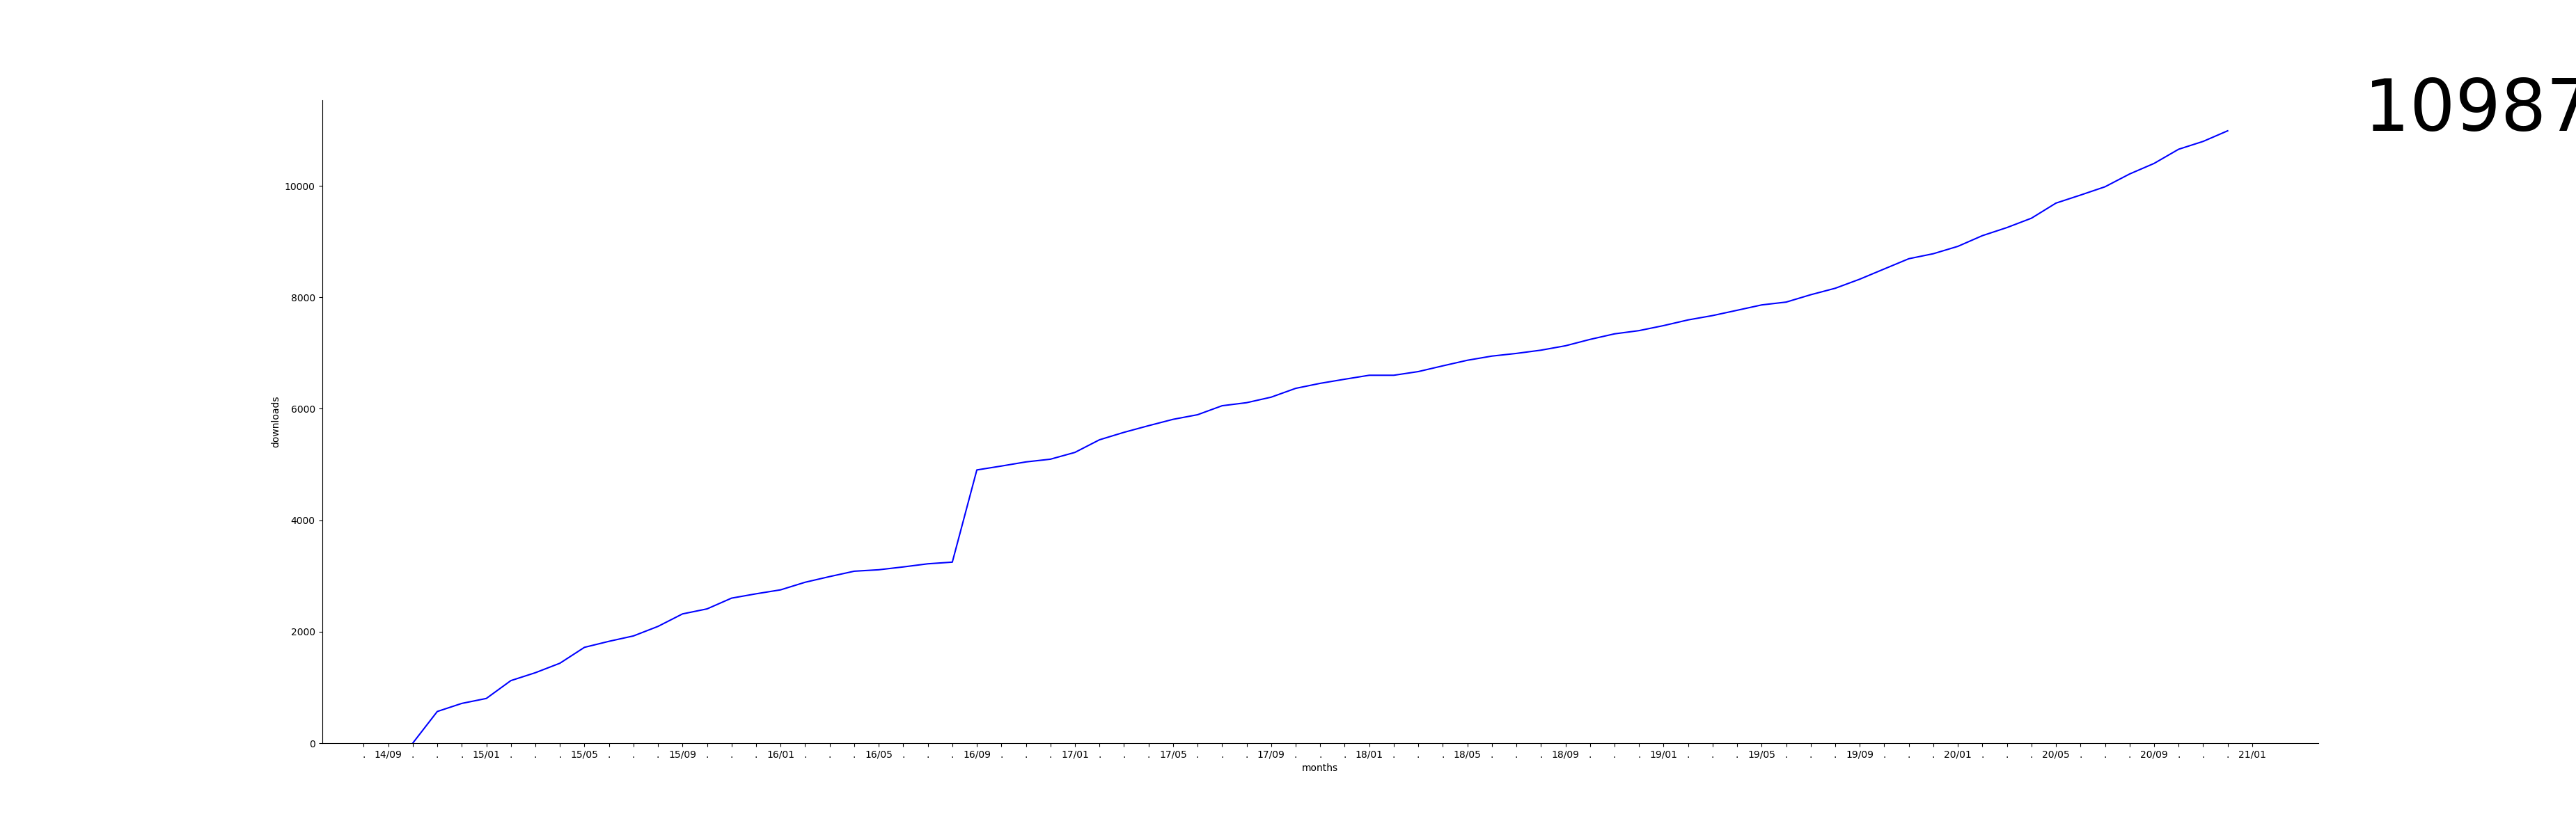 10987
10000
8000
6000
4000
2000
0
downloads
. 14/09 . . . 15/01 . . . 15/05 . . . 15/09 . . . 16/01 . . . 16/05 . . . 16/09 . . . 17/01 . . . 17/05 . . . 17/09 . . . 18/01 . . . 18/05 . . . 18/09 . . . 19/01 . . . 19/05 . . . 19/09 . . . 20/01 . . . 20/05 . . . 20/09 . . . 21/01
months